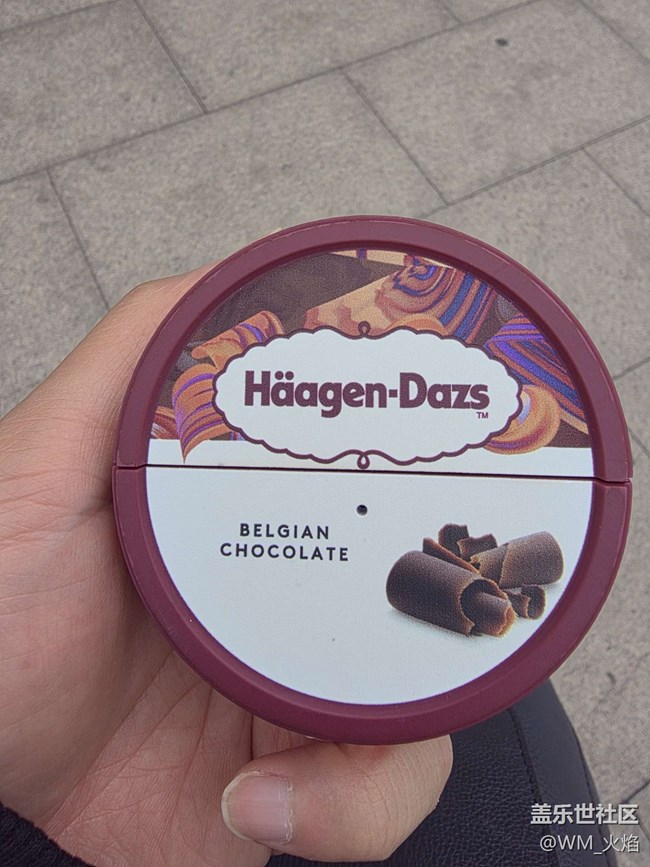 Häagen-Dazs
TM
BELGIAN
CHOCOLATE
盖乐世社区
@WM_火焰